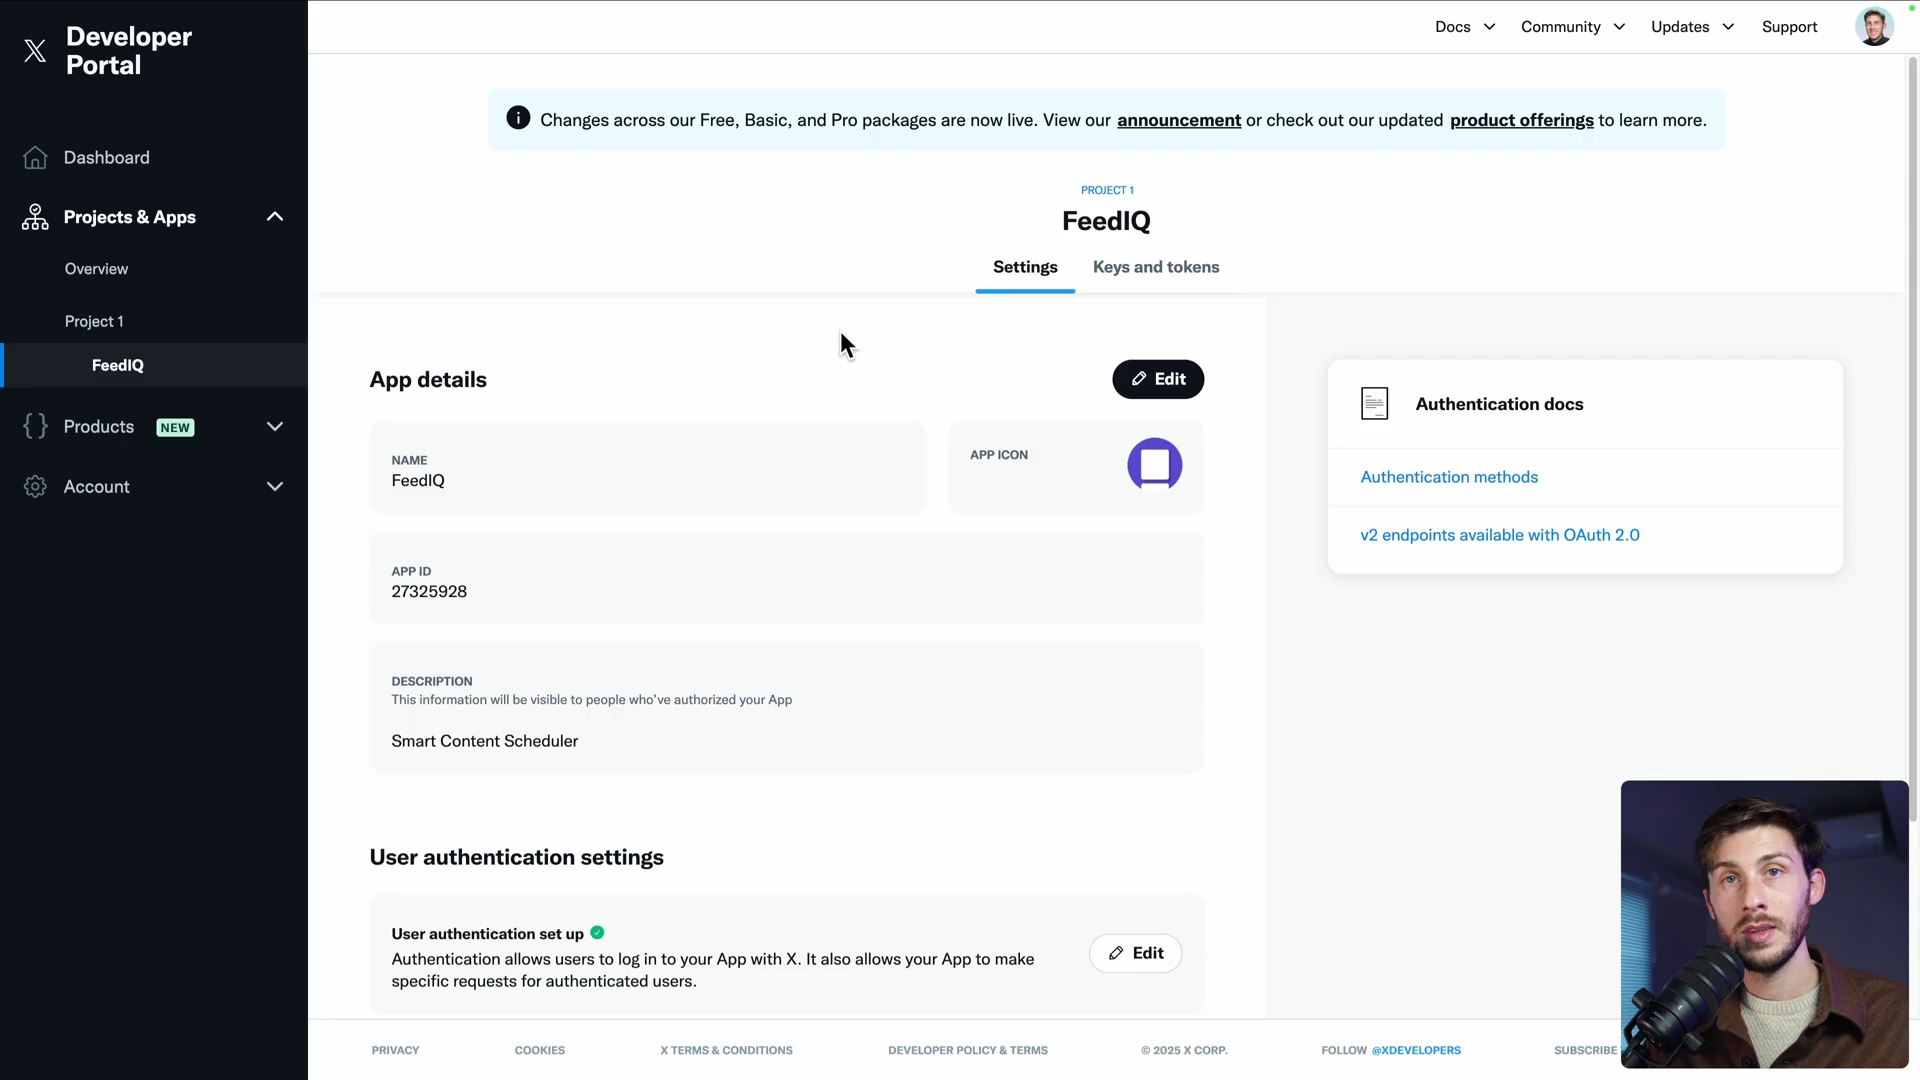 Developer
Portal
Dashboard
Projects & Apps
Overview
Project 1
FeedIQ
Products NEW
Account
Docs Community Updates Support
Changes across our Free, Basic, and Pro packages are now live. View our announcement or check out our updated product offerings to learn more.
PROJECT 1
FeedIQ
Settings Keys and tokens
App details
Edit
NAME
FeedIQ
APP ICON
APP ID
27325928
DESCRIPTION
This information will be visible to people who've authorized your App
Smart Content Scheduler
User authentication settings
User authentication set up
Authentication allows users to log in to your App with X. It also allows your App to make
specific requests for authenticated users.
Edit
Authentication docs
Authentication methods
v2 endpoints available with OAuth 2.0
PRIVACY COOKIES X TERMS & CONDITIONS DEVELOPER POLICY & TERMS © 2025 X CORP. FOLLOW @XDEVELOPERS SUBSCRIBE